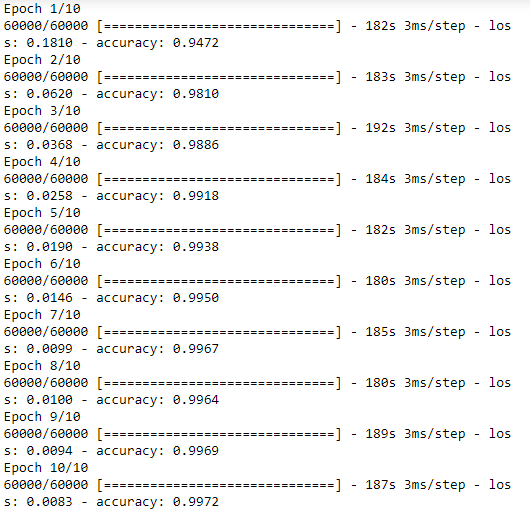 Epoch 1/10
60000/60000 [==============================] - 182s 3ms/step - los
s: 0.1810 - accuracy: 0.9472
Epoch 2/10
60000/60000 [==============================] - 183s 3ms/step - los
s: 0.0620 - accuracy: 0.9810
Epoch 3/10
60000/60000 [==============================] - 192s 3ms/step - los
s: 0.0368 - accuracy: 0.9886
Epoch 4/10
60000/60000 [==============================] - 184s 3ms/step - los
s: 0.0258 - accuracy: 0.9918
Epoch 5/10
60000/60000 [==============================] - 182s 3ms/step - los
s: 0.0190 - accuracy: 0.9938
Epoch 6/10
60000/60000 [==============================] - 180s 3ms/step - los
s: 0.0146 - accuracy: 0.9950
Epoch 7/10
60000/60000 [==============================] - 185s 3ms/step - los
s: 0.0099 - accuracy: 0.9967
Epoch 8/10
60000/60000 [==============================] - 180s 3ms/step - los
s: 0.0100 - accuracy: 0.9964
Epoch 9/10
60000/60000 [==============================] - 189s 3ms/step - los
s: 0.0094 - accuracy: 0.9969
Epoch 10/10
60000/60000 [==============================] - 187s 3ms/step - los
s: 0.0083 - accuracy: 0.9972